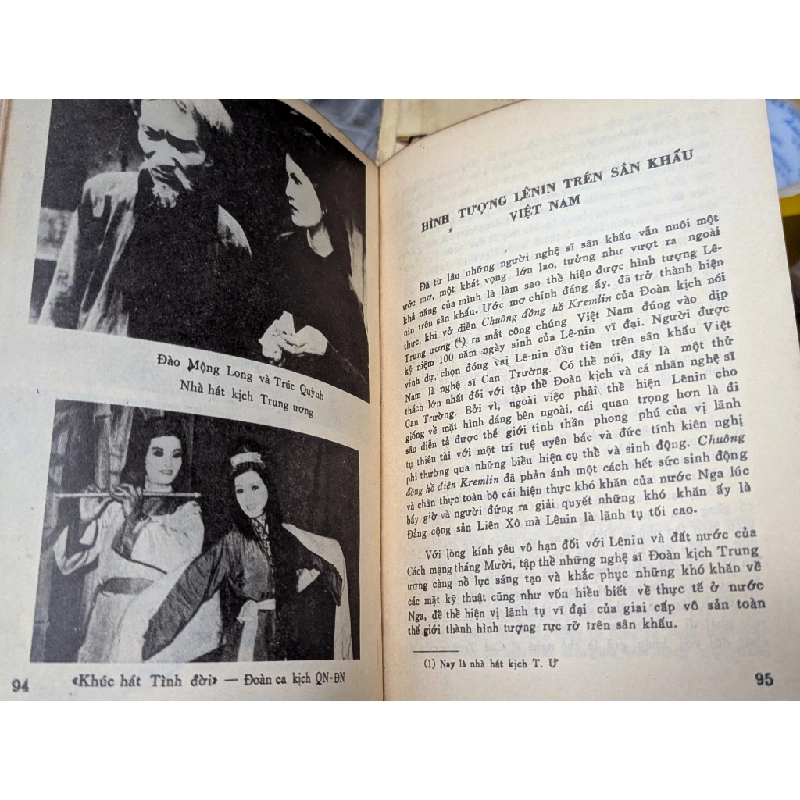 Đào Mộng Long và Trúc Quỳnh
Nhà hát kịch Trung ương
«Khúc hát Tình đời» — Đoàn ca kịch QN-ĐN
94
HÌNH TƯỢNG LÊNIN TRÊN SÂN KHẤU
VIỆT NAM
Đã từ lâu những người nghệ sĩ sân khấu vẫn nuôi một
ước mơ, một khát vọng lớn lao, tưởng như vượt ra ngoài
khả năng của mình là làm sao thể hiện được hình tượng Lê-
nin trên sân khấu. Ước mơ chính đáng ấy, đã trở thành hiện
thực khi vở diễn Chuông đồng hồ Kremlin của Đoàn kịch nói
Trung ương (1) ra mắt công chúng Việt Nam đúng vào dịp
kỷ niệm 100 năm ngày sinh của Lê-nin vĩ đại. Người được
vinh dự, chọn đóng vai Lê-nin đầu tiên trên sân khấu Việt
Nam là nghệ sĩ Can Trường. Có thể nói, đây là một thử
thách lớn nhất đối với tập thể Đoàn kịch và cá nhân nghệ sĩ
Can Trường. Bởi vì, ngoài việc phải thể hiện Lênin cho
giống về mặt hình dáng bên ngoài, cái quan trọng hơn là đi
sâu diễn tả được thế giới tinh thần phong phú của vị lãnh
tụ thiên tài với một trí tuệ uyên bác và đức tính kiên nghị
phi thường qua những biểu hiện cụ thể và sinh động. Chuông
đồng hồ điện Kremlin đã phản ánh một cách hết sức sinh động
và chân thực toàn bộ cái hiện thực khó khăn của nước Nga lúc
bấy giờ và người đứng ra giải quyết những khó khăn ấy là
Đảng cộng sản Liên Xô mà Lênin là lãnh tụ tối cao.
Với lòng kính yêu vô hạn đối với Lênin và đất nước của
Cách mạng tháng Mười, tập thể những nghệ sĩ Đoàn kịch Trung
ương càng nỗ lực sáng tạo và khắc phục những khó khăn về
các mặt kỹ thuật cũng như vốn hiểu biết về thực tế ở nước
Nga, để thể hiện vị lãnh tụ vĩ đại của giai cấp vô sản toàn
thế giới thành hình tượng rực rỡ trên sân khấu.
(1) Nay là nhà hát kịch T. Ư
95